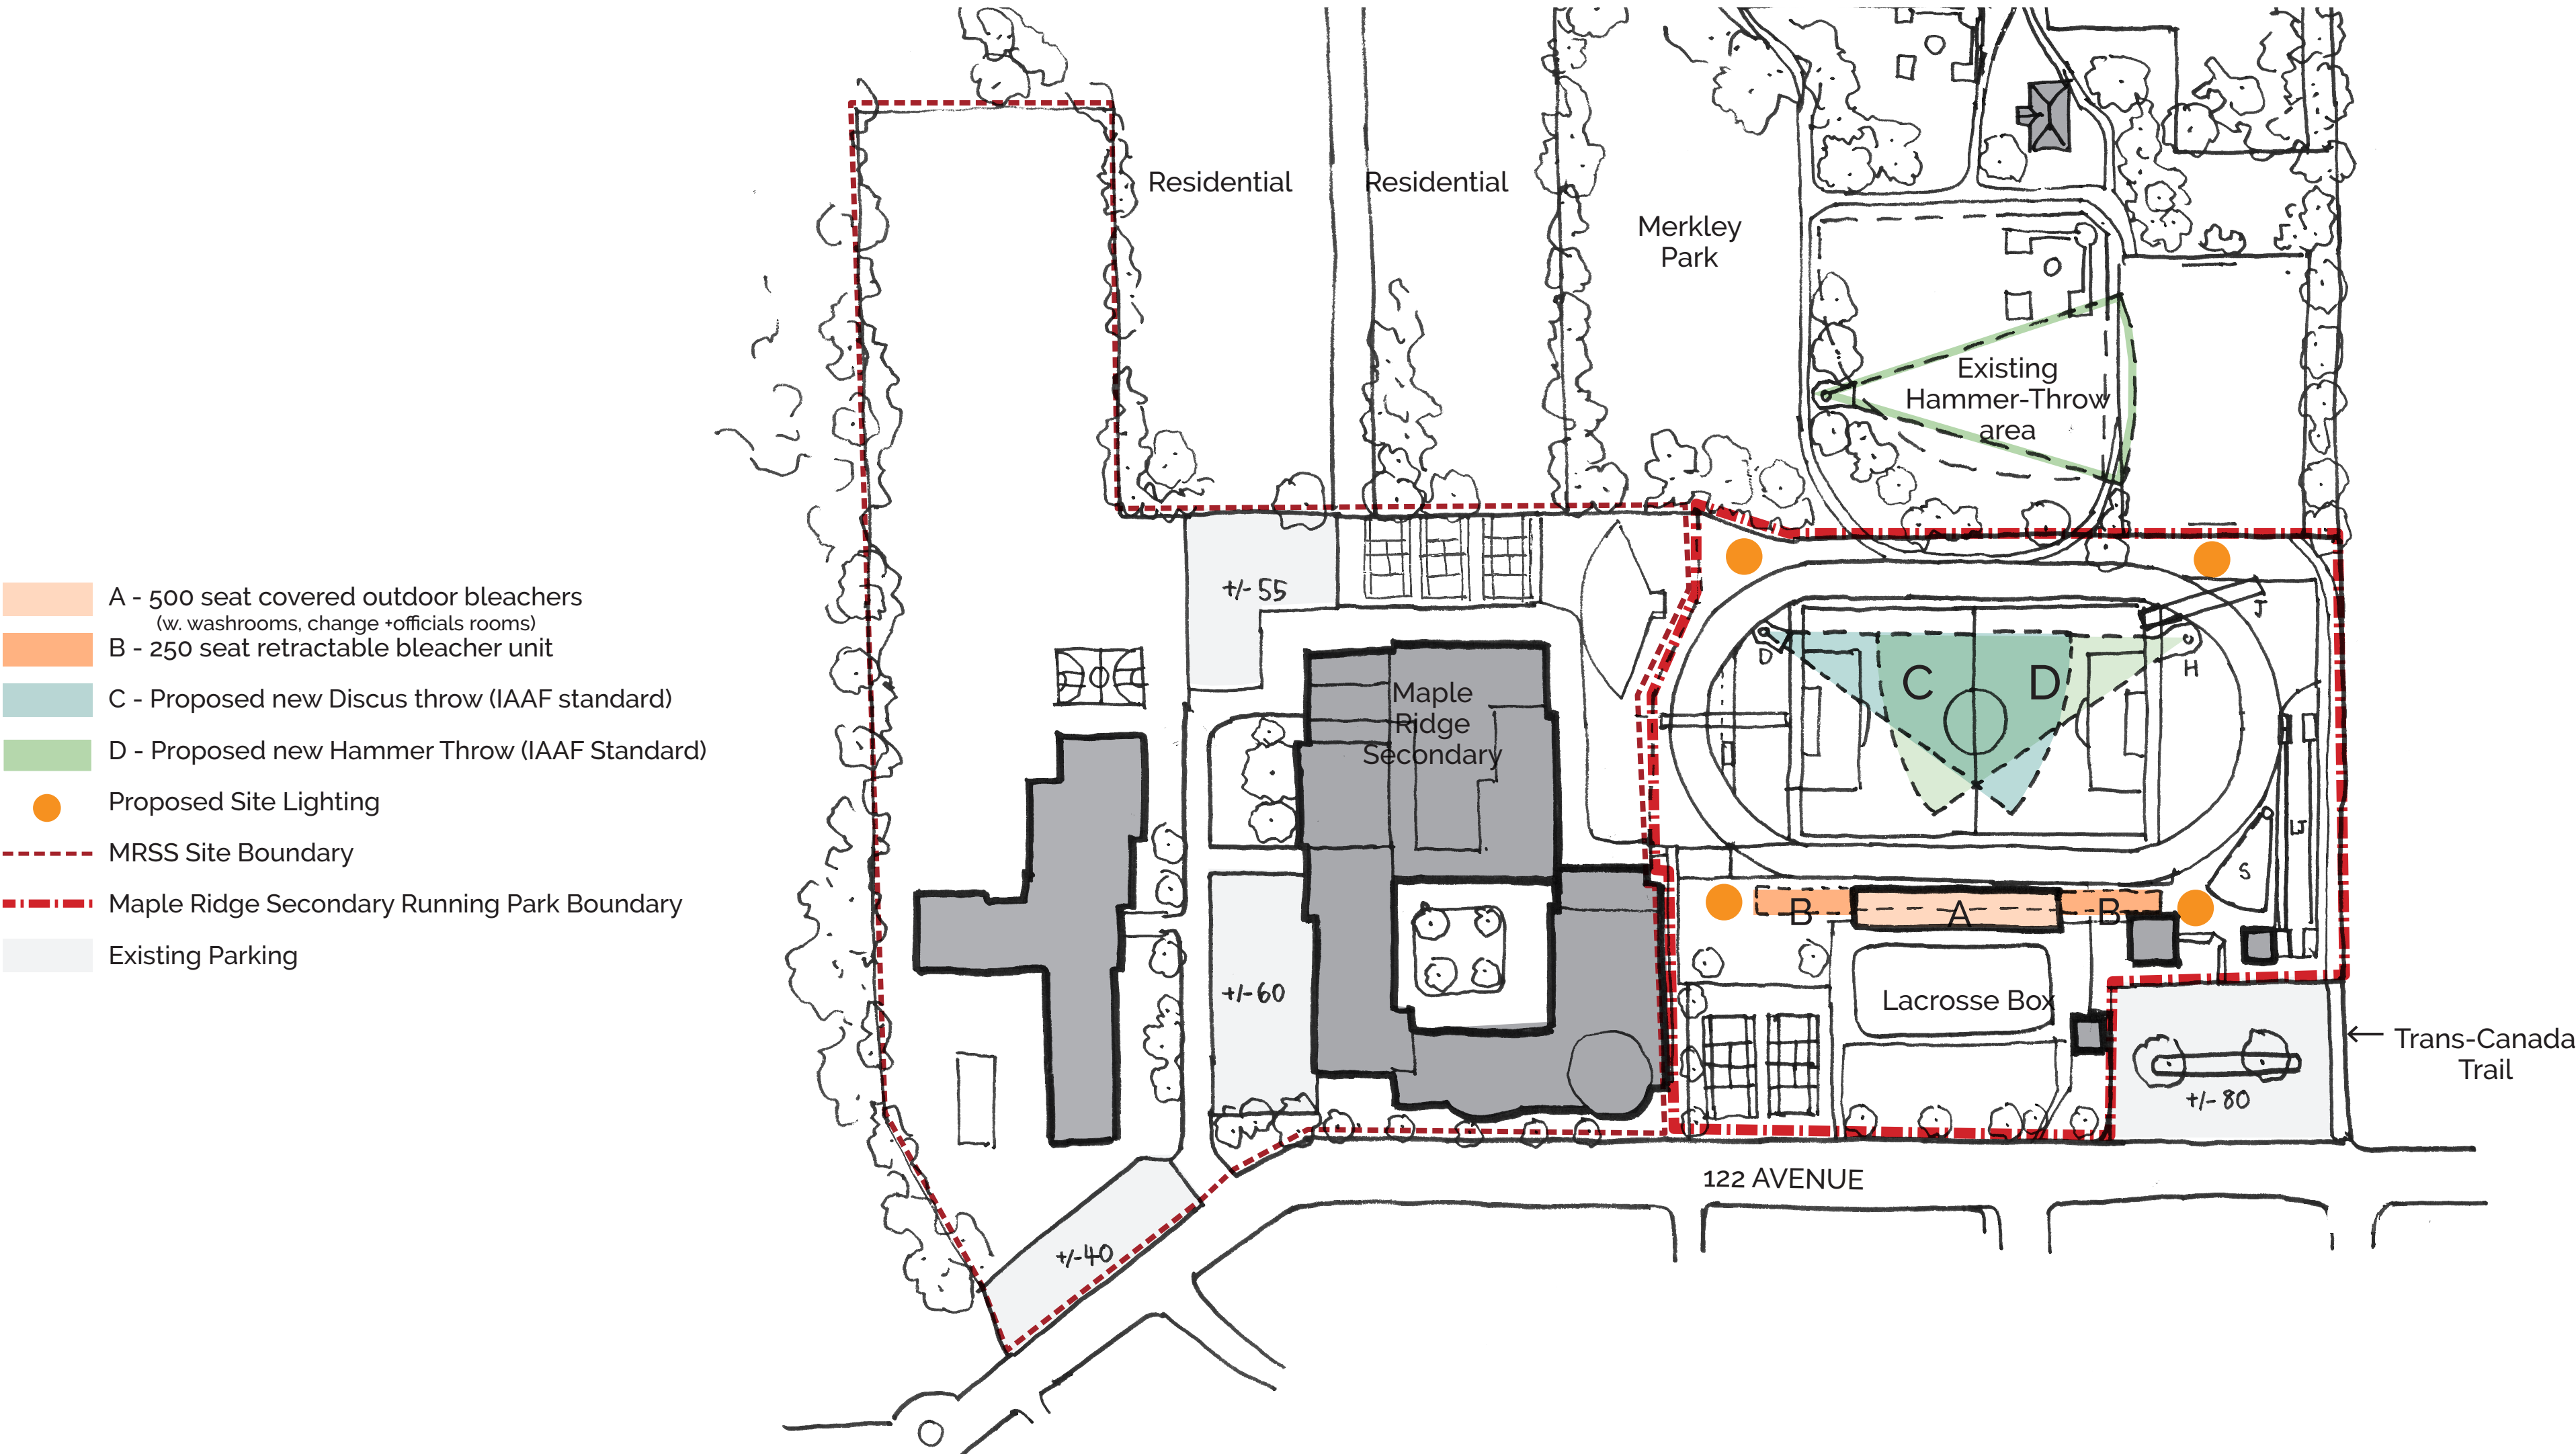 A - 500 seat covered outdoor bleachers
(w. washrooms, change +officials rooms)
B - 250 seat retractable bleacher unit
C - Proposed new Discus throw (IAAF standard)
D - Proposed new Hammer Throw (IAAF Standard)
Proposed Site Lighting
MRSS Site Boundary
Maple Ridge Secondary Running Park Boundary
Existing Parking
Residential
Residential
Merkley
Park
Existing
Hammer-Throw
area
+/- 55
Maple
Ridge
Secondary
D
C
D
H
J
LJ
S
B
A
B
+/- 60
Lacrosse Box
Trans-Canada
Trail
+/- 80
122 AVENUE
+/- 40